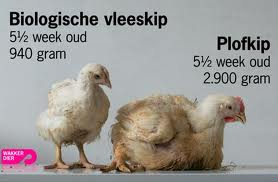 Biologische vleeskip
5½ week oud
940 gram
Plofkip
5½ week oud
2.900 gram
WAKKER
DIER